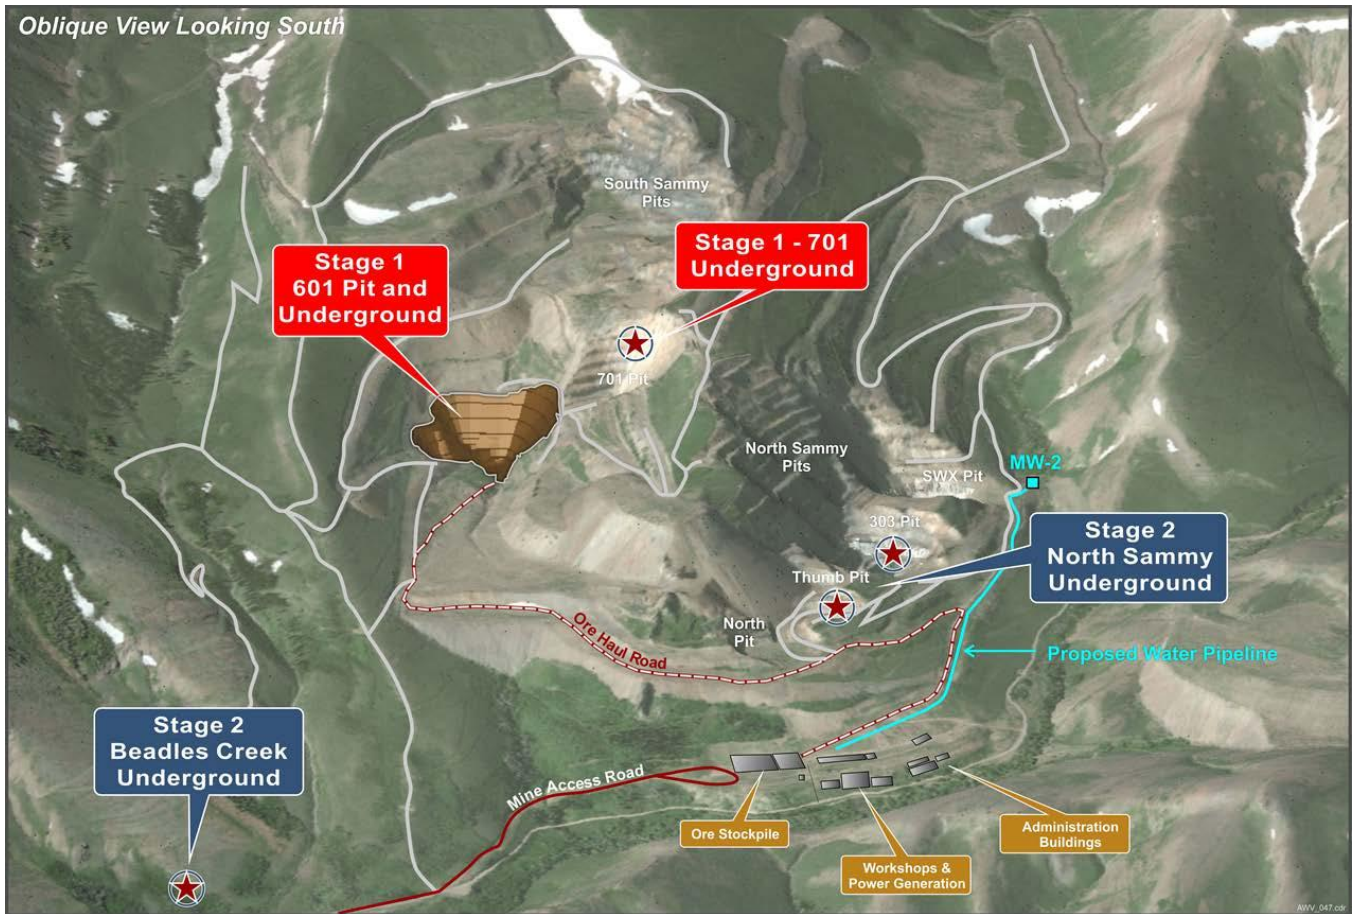 Oblique View Looking South
South Sammy
Pits
Stage 1 - 701
Underground
Stage 1
601 Pit and
Underground
701 Pit
North Sammy
Pits
SWX Pit
MW-2
303 Pit
Stage 2
North Sammy
Underground
Thumb Pit
North
Pit
Ore Haul Road
Proposed Water Pipeline
Stage 2
Beadles Creek
Underground
Mine Access Road
Ore Stockpile
Administration
Buildings
Workshops &
Power Generation
AWV_047.cdr